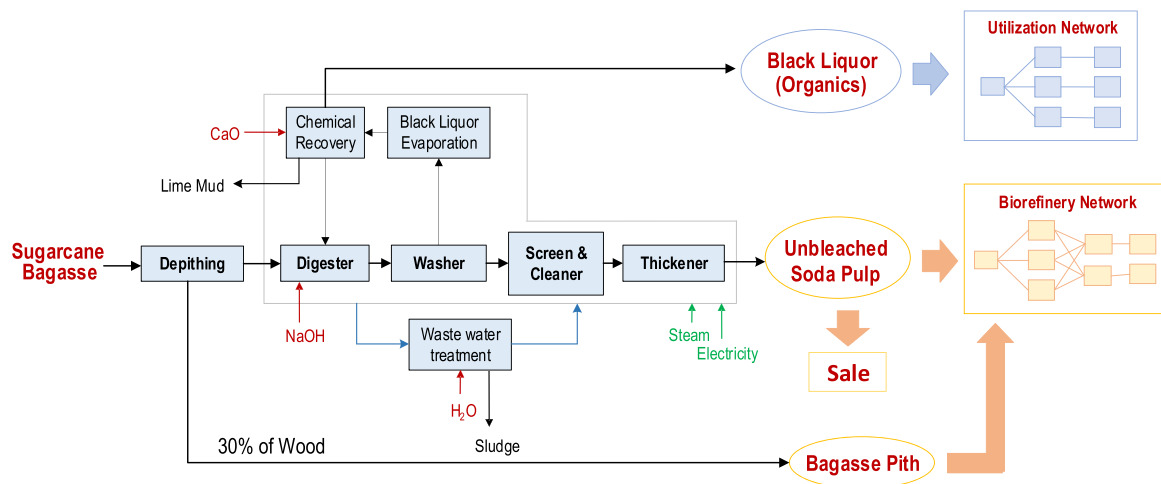 Utilization Network
Black Liquor
(Organics)
Chemical
Recovery
Black Liquor
Evaporation
CaO
Lime Mud
Biorefinery Network
Sugarcane
Bagasse
Depithing
Digester
Washer
Screen &
Cleaner
Thickener
Unbleached
Soda Pulp
NaOH
Waste water
treatment
Steam
Electricity
Sale
H₂O
Sludge
30% of Wood
Bagasse Pith